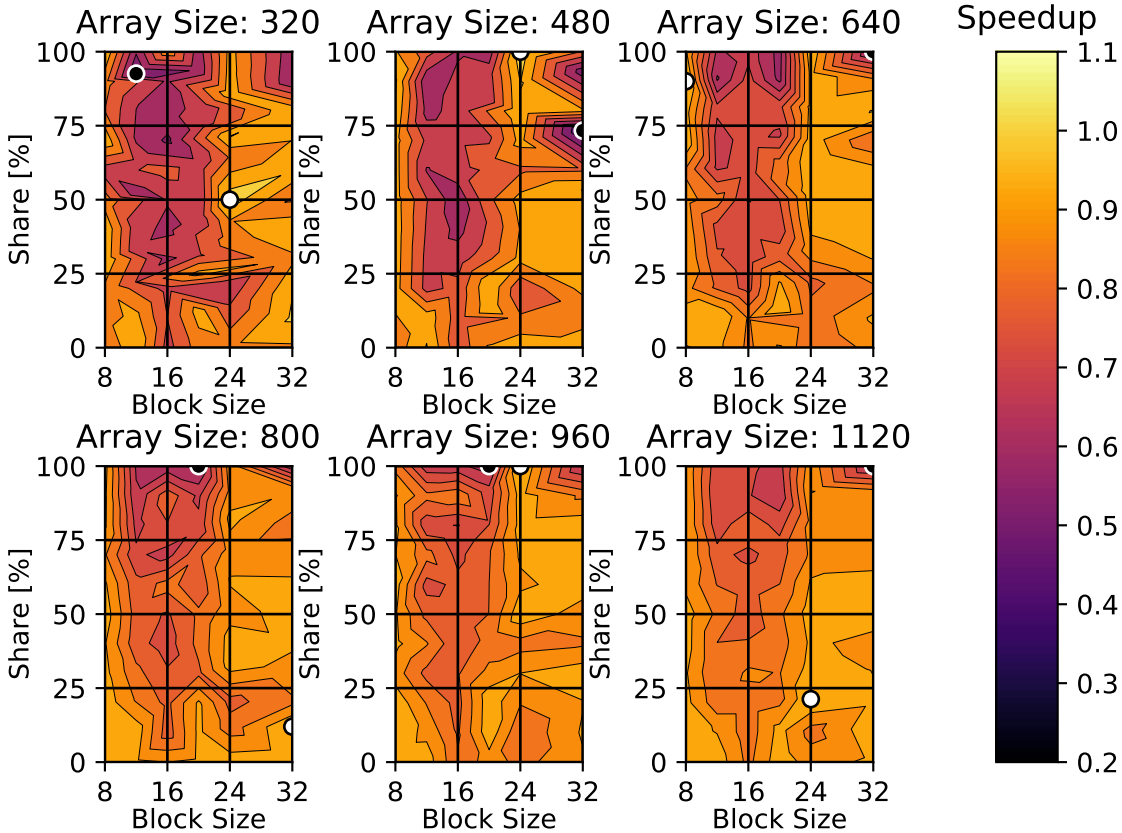 Array Size: 320
Array Size: 480
Array Size: 640
Speedup
100
75
50
25
0
Share [%]
8 16 24 32
Block Size
100
75
50
25
0
Share [%]
8 16 24 32
Block Size
100
75
50
25
0
Share [%]
8 16 24 32
Block Size
Array Size: 800
Array Size: 960
Array Size: 1120
100
75
50
25
0
Share [%]
8 16 24 32
Block Size
100
75
50
25
0
Share [%]
8 16 24 32
Block Size
100
75
50
25
0
Share [%]
8 16 24 32
Block Size
1.1
1.0
0.9
0.8
0.7
0.6
0.5
0.4
0.3
0.2